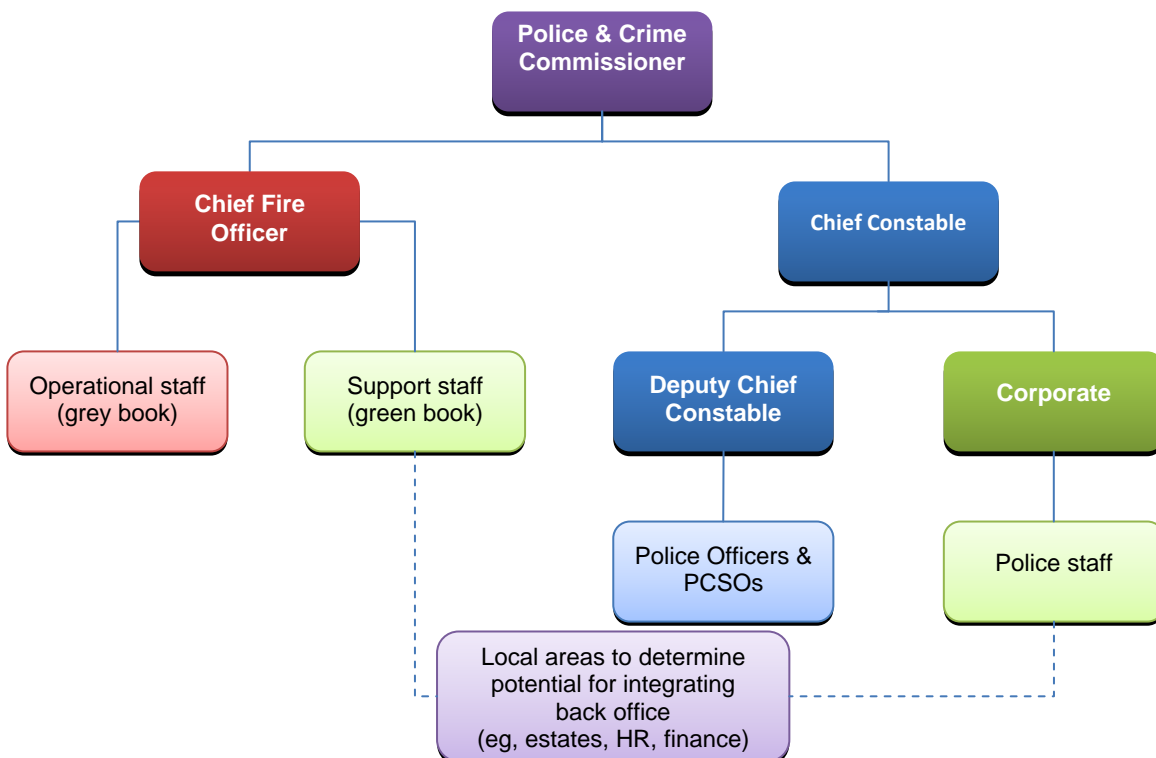 Police & Crime
Commissioner
Chief Fire
Officer
Chief Constable
Operational staff
(grey book)
Support staff
(green book)
Deputy Chief
Constable
Corporate
Police Officers &
PCSOs
Police staff
Local areas to determine
potential for integrating
back office
(eg, estates, HR, finance)